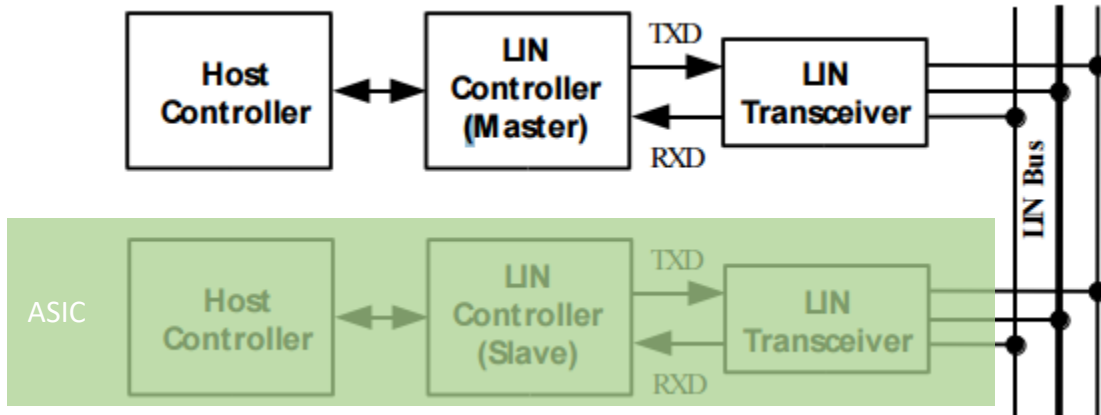 Host
Controller
LIN
Controller
(Master)
TXD
RXD
LIN
Transceiver
LIN Bus
ASIC
Host
Controller
LIN
Controller
(Slave)
TXD
RXD
LIN
Transceiver